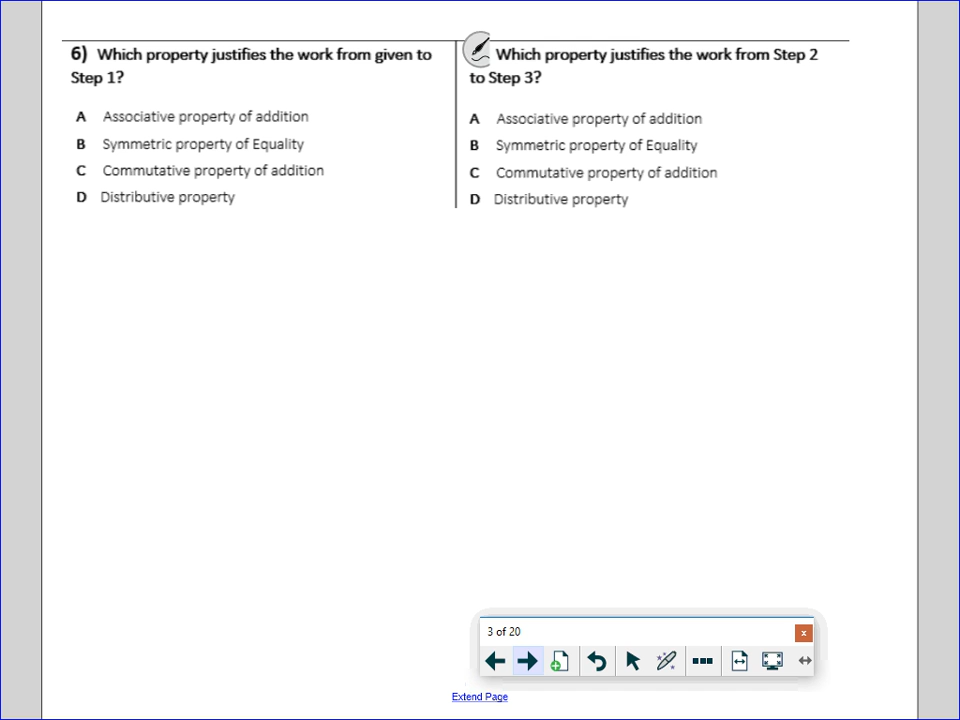 6) Which property justifies the work from given to
Step 1?
A Associative property of addition
B Symmetric property of Equality
C Commutative property of addition
D Distributive property
Which property justifies the work from Step 2
to Step 3?
A Associative property of addition
B Symmetric property of Equality
C Commutative property of addition
D Distributive property
3 of 20
x
Extend Page